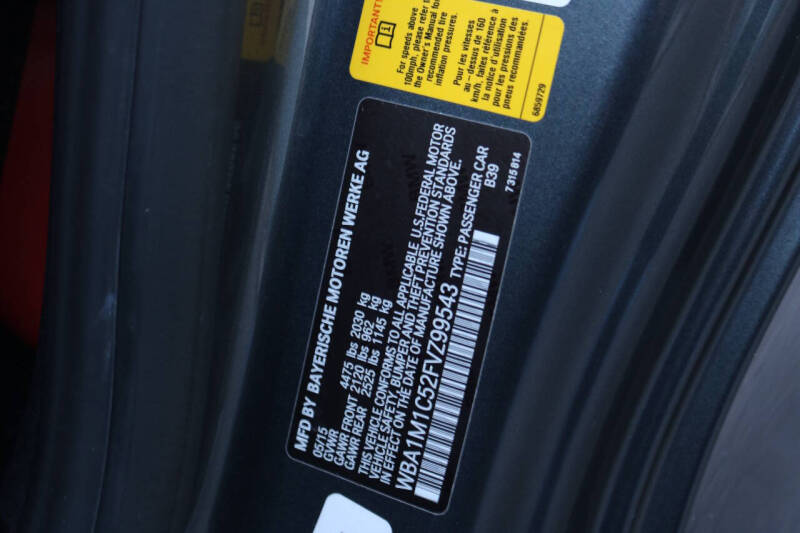 IMPORTANT!
For speeds above
100mph, please refer to
the Owner's Manual for
recommended tire
inflation pressures.
Pour les vitesses
au-dessus de 160
km/h: faites référence à
la notice d'utilisation
pour les pressions des
pneus recommandées.
6859729
MFD BY BAYERISCHE MOTOREN WERKE AG
05/15
GVWR 4475 lbs 2030 kg
GAWR FRONT 2120 lbs 962 kg
GAWR REAR 2525 lbs 1145 kg
THIS VEHICLE CONFORMS TO ALL APPLICABLE U.S.FEDERAL MOTOR
VEHICLE SAFETY, BUMPER AND THEFT PREVENTION STANDARDS
IN EFFECT ON THE DATE OF MANUFACTURE SHOWN ABOVE.
WBA1M1C52FVZ99543 TYPE: PASSENGER CAR
B39
7 315 814